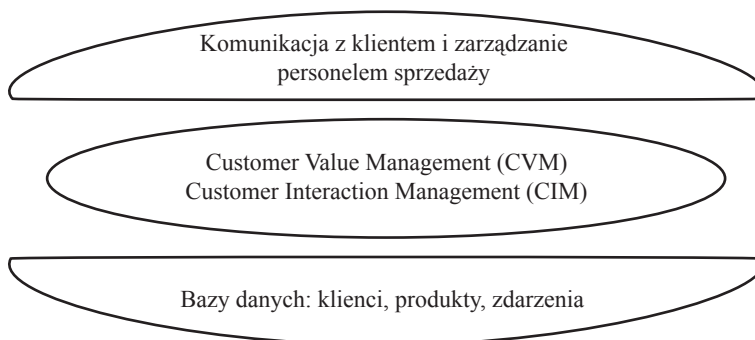 Komunikacja z klientem i zarządzanie
personelem sprzedaży
Customer Value Management (CVM)
Customer Interaction Management (CIM)
Bazy danych: klienci, produkty, zdarzenia